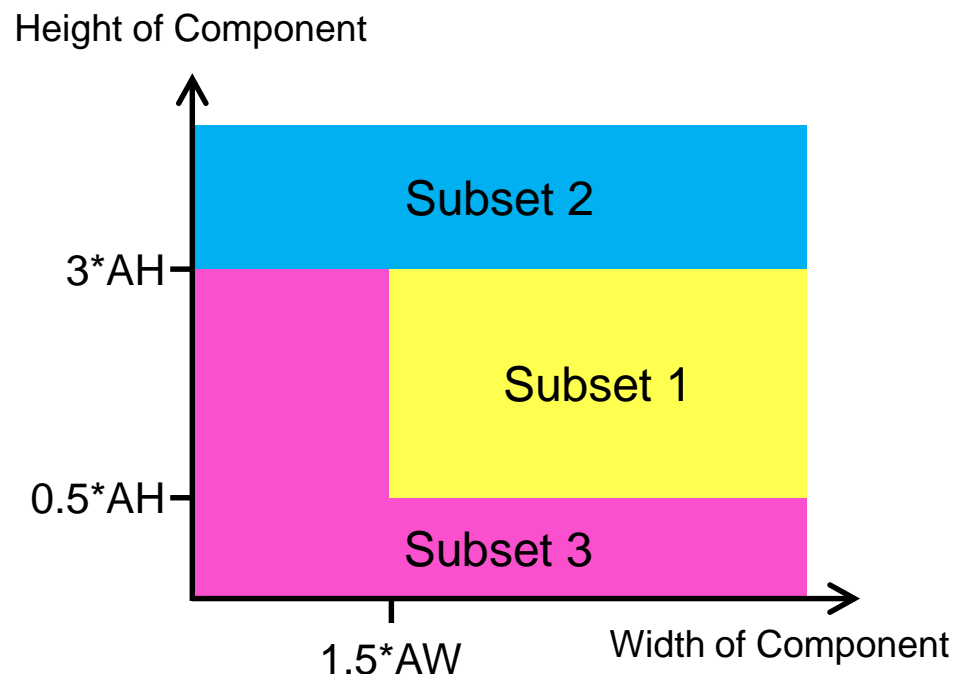 Height of Component
Subset 2
3*AH
Subset 1
0.5*AH
Subset 3
1.5*AW
Width of Component